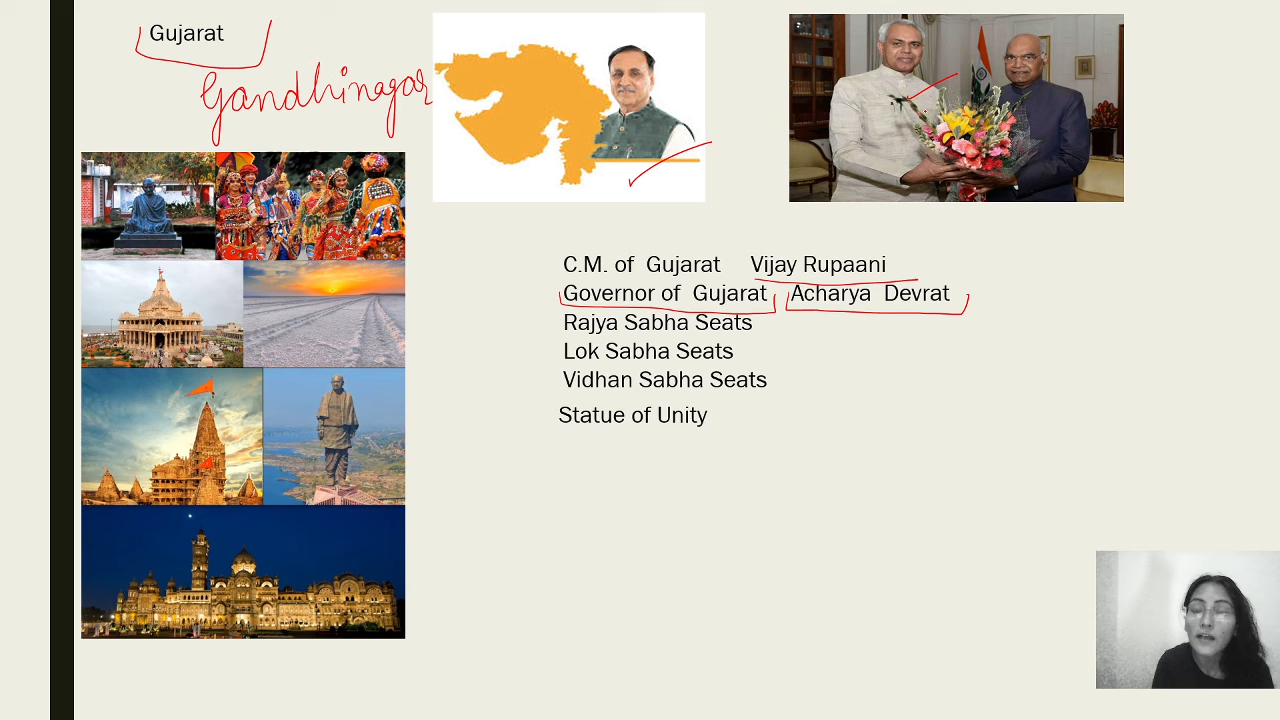 Gujarat
Gandhinagar
C.M. of Gujarat Vijay Rupaani
Governor of Gujarat Acharya Devrat
Rajya Sabha Seats
Lok Sabha Seats
Vidhan Sabha Seats
Statue of Unity